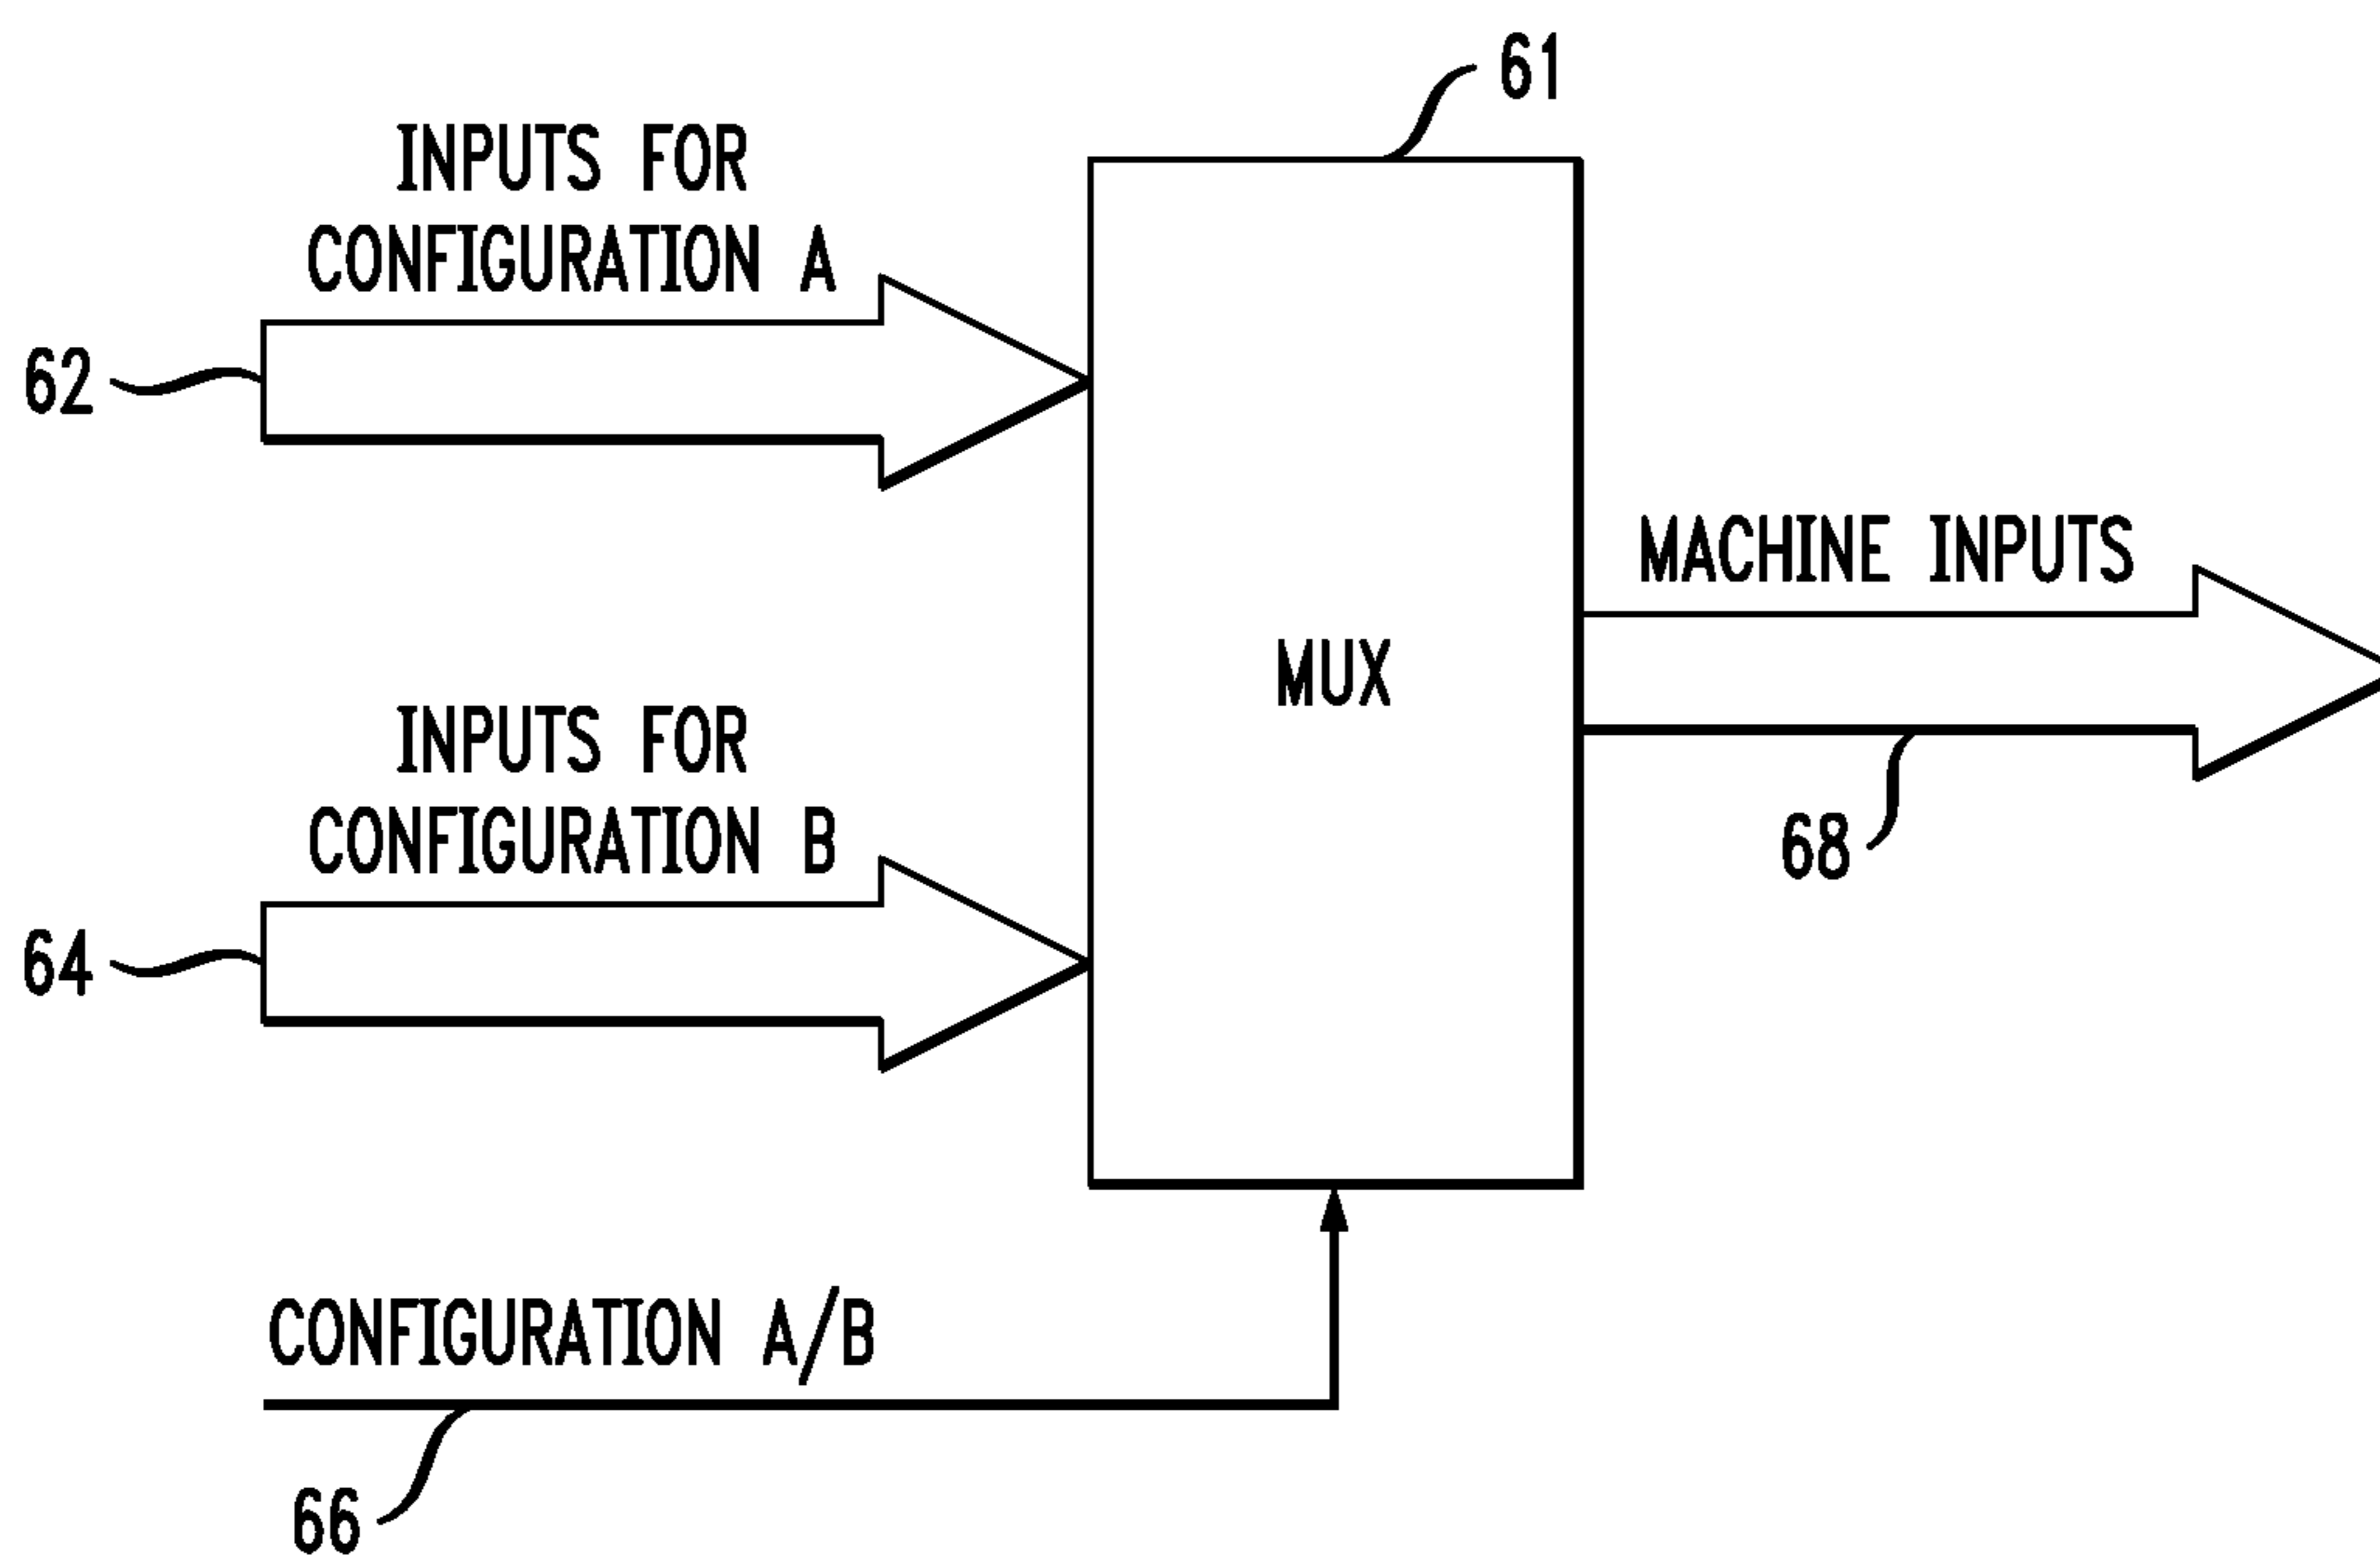 61
INPUTS FOR
CONFIGURATION A
62
MACHINE INPUTS
MUX
INPUTS FOR
CONFIGURATION B
68
64
CONFIGURATION A/B
66